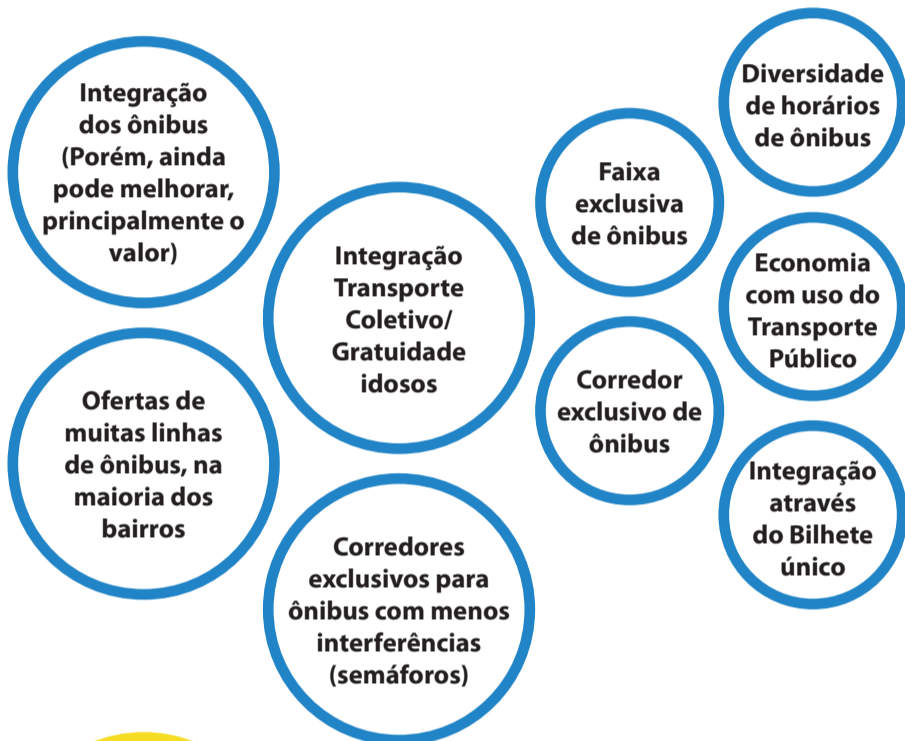 Integração
dos ônibus
(Porém, ainda
pode melhorar,
principalmente o
valor)
Ofertas de
muitas linhas
de ônibus, na
maioria dos
bairros
Integração
Transporte
Coletivo/
Gratuidade
idosos
Corredores
exclusivos para
ônibus com menos
interferências
(semáforos)
Faixa
exclusiva
de ônibus
Corredor
exclusivo de
ônibus
Diversidade
de horários
de ônibus
Economia
com uso do
Transporte
Público
Integração
através
do Bilhete
único